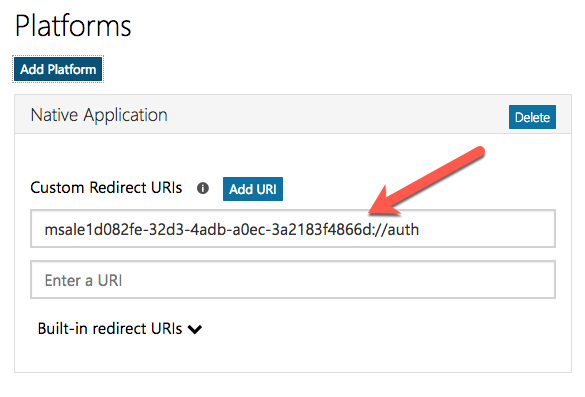 Platforms
Add Platform
Native Application
Delete
Custom Redirect URIs
Add URI
msale1d082fe-32d3-4adb-a0ec-3a2183f4866d://auth
Enter a URI
Built-in redirect URIs